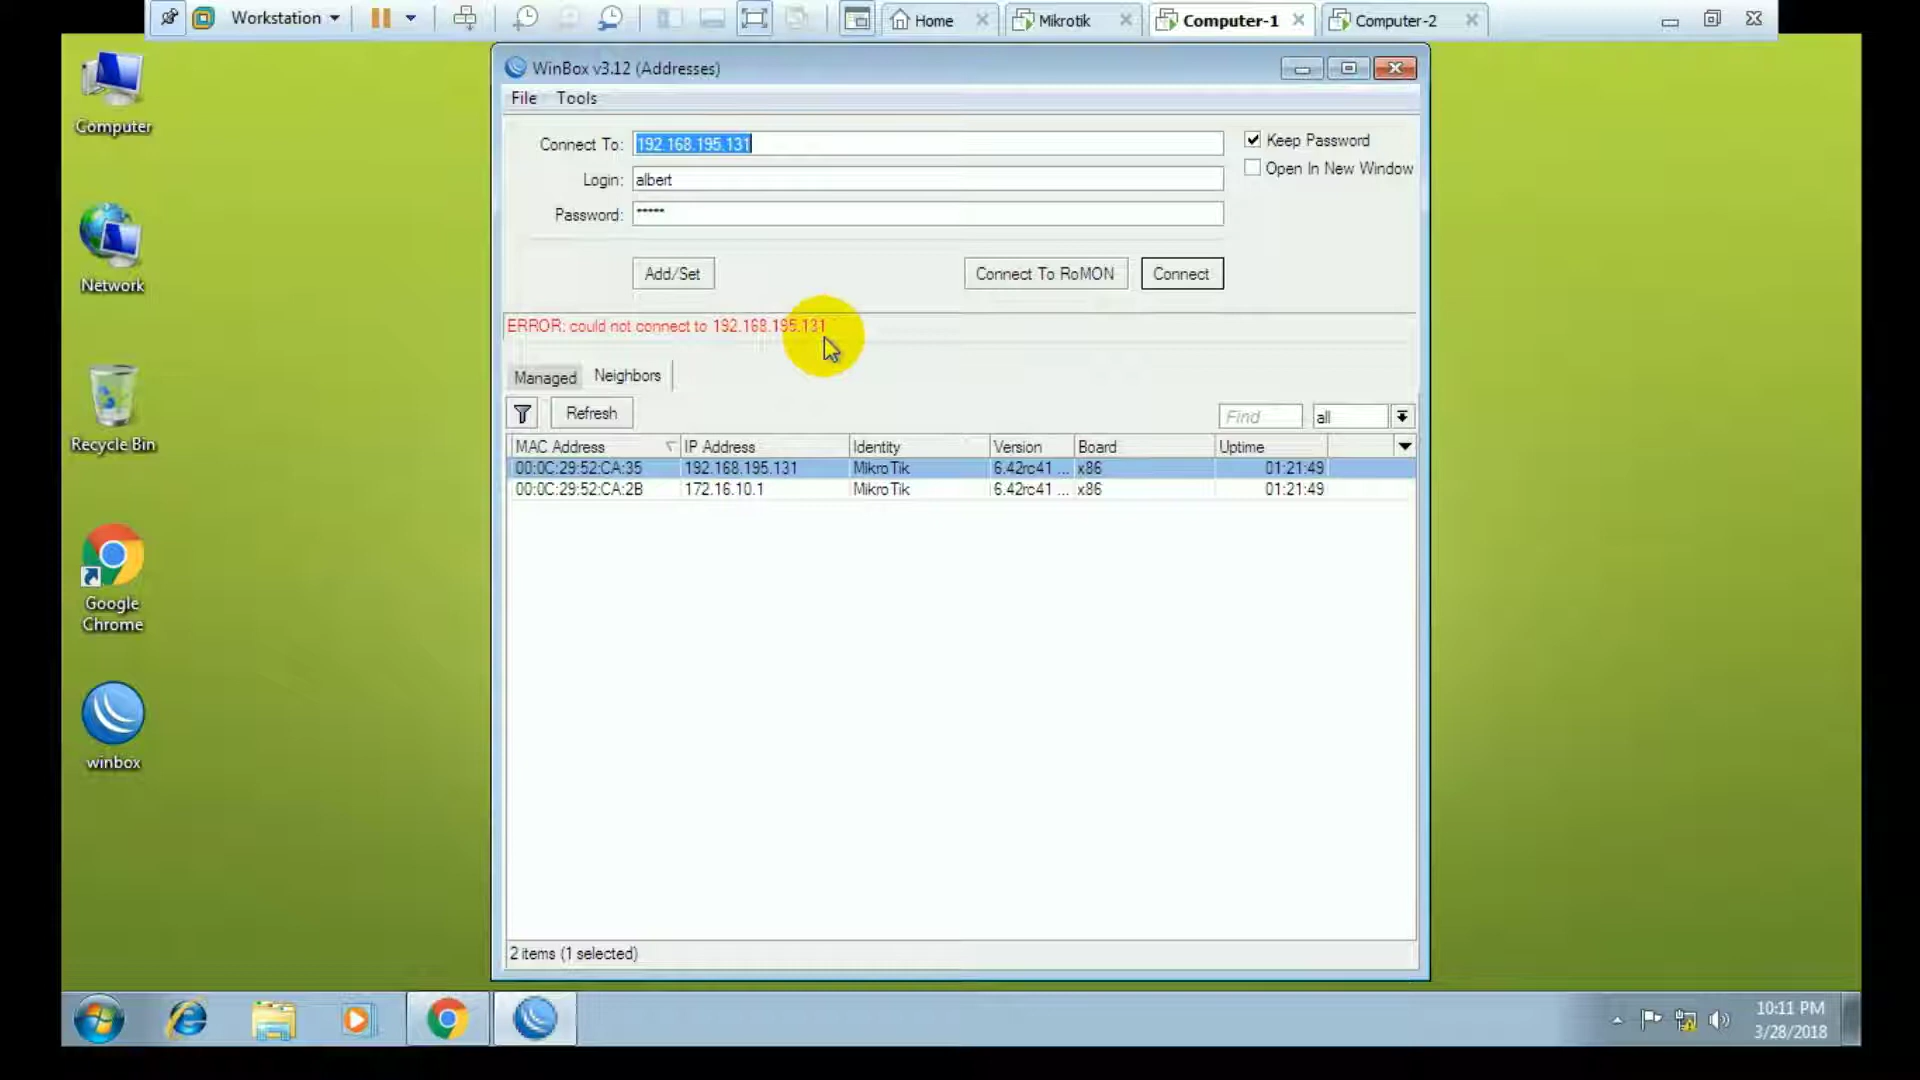 Workstation
Home
Mikrotik
Computer-1
Computer-2
Computer
Network
Recycle Bin
Google
Chrome
winbox
WinBox v3.12 (Addresses)
File Tools
Connect To: 192.168.195.131
Keep Password
Open In New Window
Login: albert
Password: *****
Add/Set
Connect To RoMON
Connect
ERROR: could not connect to 192.168.195.131
Managed
Neighbors
Refresh
Find
all
MAC Address IP Address Identity Version Board Uptime
00:0C:29:52:CA:35 192.168.195.131 MikroTik 6.42rc41 ... x86 01:21:49
00:0C:29:52:CA:2B 172.16.10.1 MikroTik 6.42rc41 ... x86 01:21:49
2 items (1 selected)
10:11 PM
3/28/2018